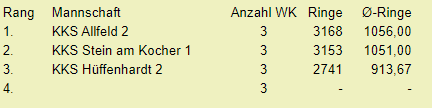 Rang Mannschaft Anzahl WK Ringe Ø-Ringe
1. KKS Allfeld 2 3 3168 1056,00
2. KKS Stein am Kocher 1 3 3153 1051,00
3. KKS Hüffenhardt 2 3 2741 913,67
4. 3 - -